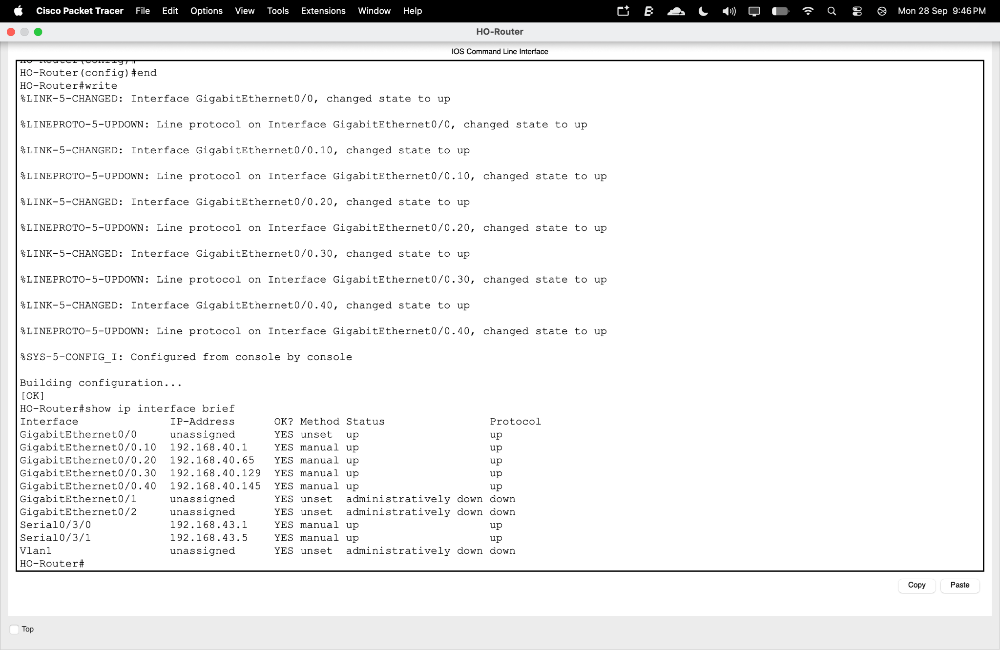 Cisco Packet Tracer File Edit Options View Tools Extensions Window Help Mon 28 Sep 9:46 PM
HO-Router
IOS Command Line Interface
HO-Router(config)#
HO-Router(config)#end
HO-Router#write
%LINK-5-CHANGED: Interface GigabitEthernet0/0, changed state to up
%LINEPROTO-5-UPDOWN: Line protocol on Interface GigabitEthernet0/0, changed state to up
%LINK-5-CHANGED: Interface GigabitEthernet0/0.10, changed state to up
%LINEPROTO-5-UPDOWN: Line protocol on Interface GigabitEthernet0/0.10, changed state to up
%LINK-5-CHANGED: Interface GigabitEthernet0/0.20, changed state to up
%LINEPROTO-5-UPDOWN: Line protocol on Interface GigabitEthernet0/0.20, changed state to up
%LINK-5-CHANGED: Interface GigabitEthernet0/0.30, changed state to up
%LINEPROTO-5-UPDOWN: Line protocol on Interface GigabitEthernet0/0.30, changed state to up
%LINK-5-CHANGED: Interface GigabitEthernet0/0.40, changed state to up
%LINEPROTO-5-UPDOWN: Line protocol on Interface GigabitEthernet0/0.40, changed state to up
%SYS-5-CONFIG_I: Configured from console by console
Building configuration...
[OK]
HO-Router#show ip interface brief
Interface IP-Address OK? Method Status Protocol
GigabitEthernet0/0 unassigned YES unset up up
GigabitEthernet0/0.10 192.168.40.1 YES manual up up
GigabitEthernet0/0.20 192.168.40.65 YES manual up up
GigabitEthernet0/0.30 192.168.40.129 YES manual up up
GigabitEthernet0/0.40 192.168.40.145 YES manual up up
GigabitEthernet0/1 unassigned YES unset administratively down down
GigabitEthernet0/2 unassigned YES unset administratively down down
Serial0/3/0 192.168.43.1 YES manual up up
Serial0/3/1 192.168.43.5 YES manual up up
Vlan1 unassigned YES unset administratively down down
HO-Router#
Copy Paste
Top